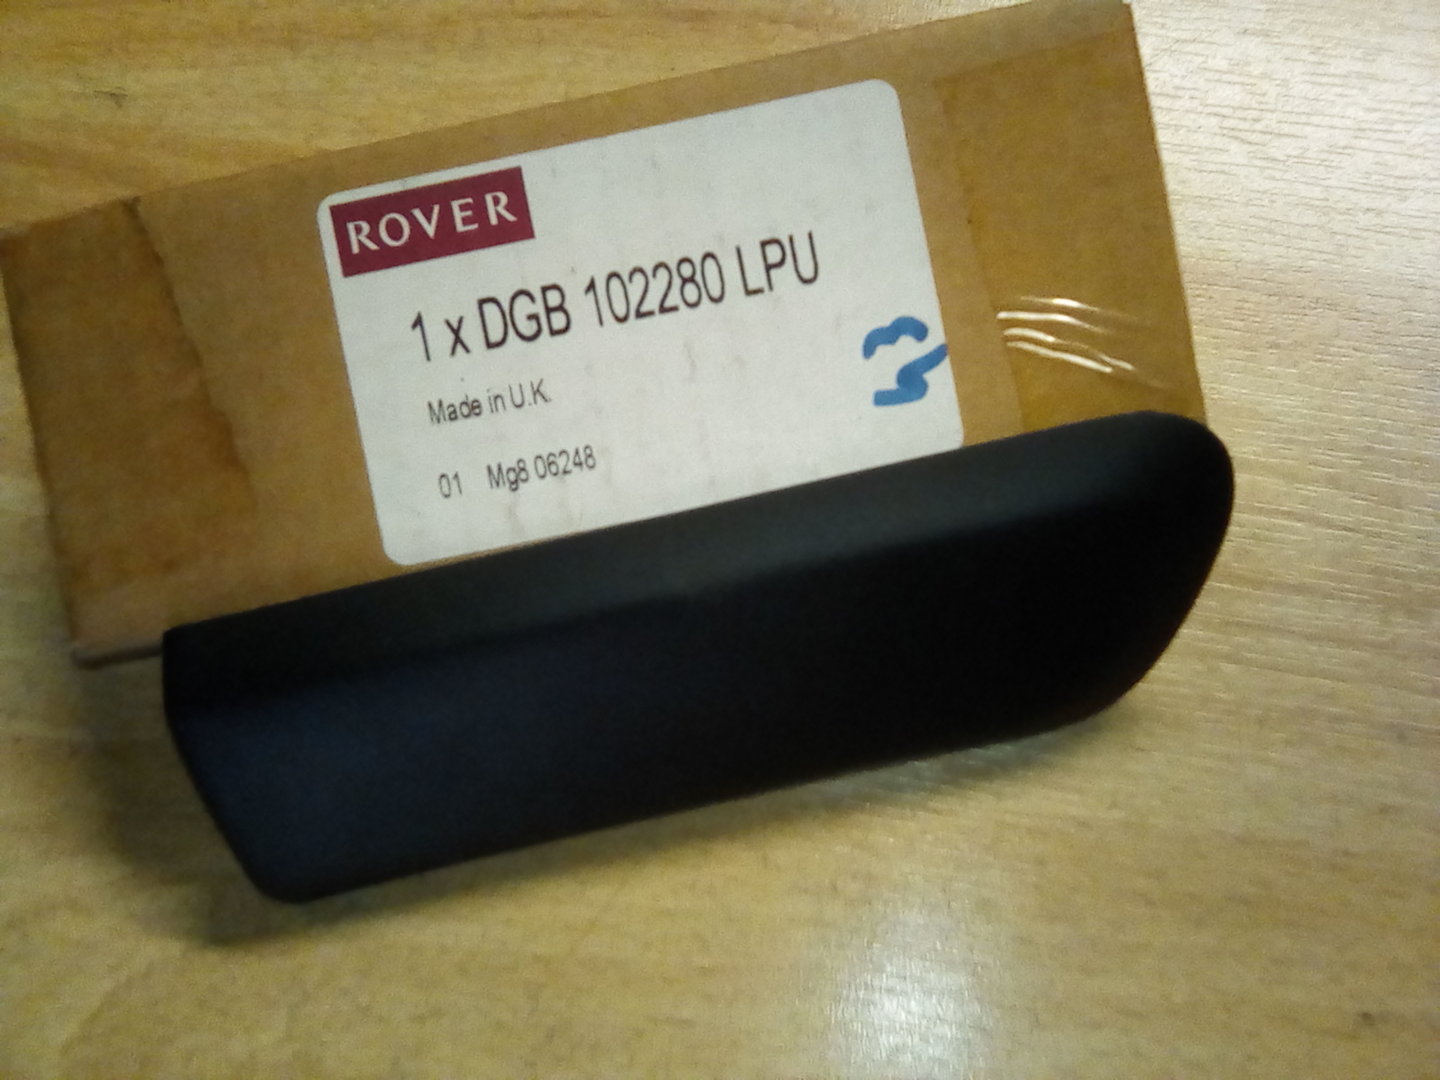 ROVER
1 x DGB 102280 LPU
Made in U.K.
01 Mg8 06248